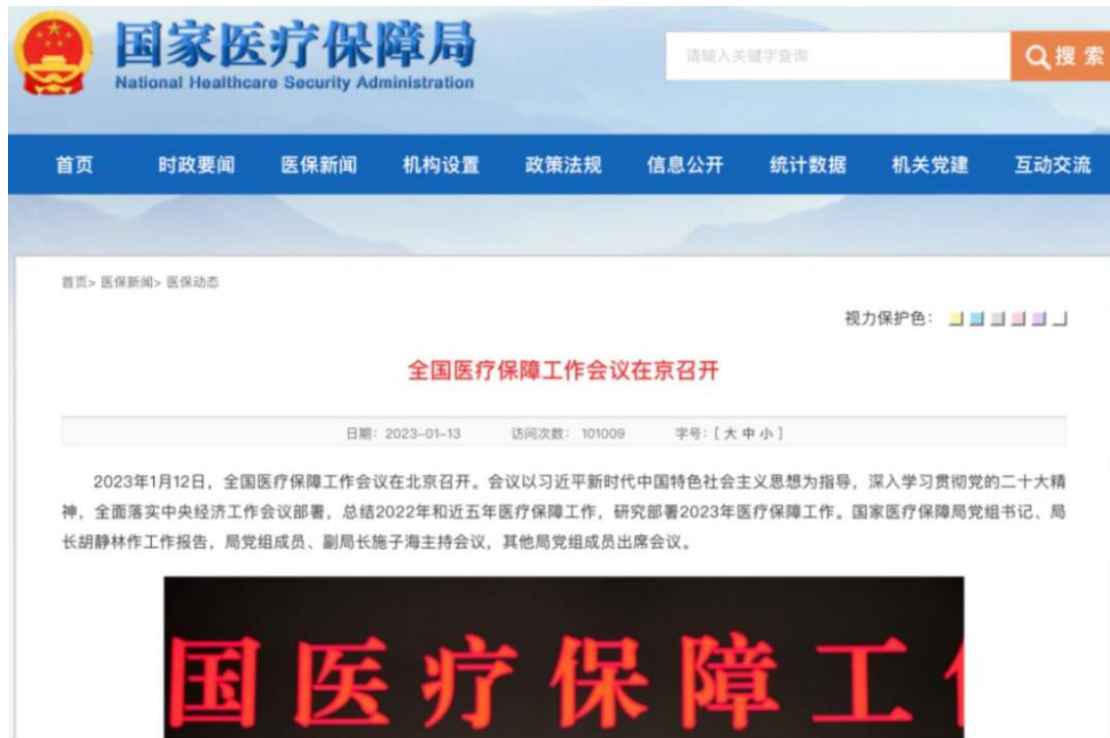 国家医疗保障局
National Healthcare Security Administration
请输入关键字查询
搜 索
首页 时政要闻 医保新闻 机构设置 政策法规 信息公开 统计数据 机关党建 互动交流
首页> 医保新闻> 医保动态
视力保护色：
全国医疗保障工作会议在京召开
日期：2023-01-13 访问次数： 101009 字号：[ 大 中 小 ]
2023年1月12日，全国医疗保障工作会议在北京召开。会议以习近平新时代中国特色社会主义思想为指导，深入学习贯彻党的二十大精
神，全面落实中央经济工作会议部署，总结2022年和近五年医疗保障工作，研究部署2023年医疗保障工作。国家医疗保障局党组书记、局
长胡静林作工作报告，局党组成员、副局长施子海主持会议，其他局党组成员出席会议。
国医疗保障工